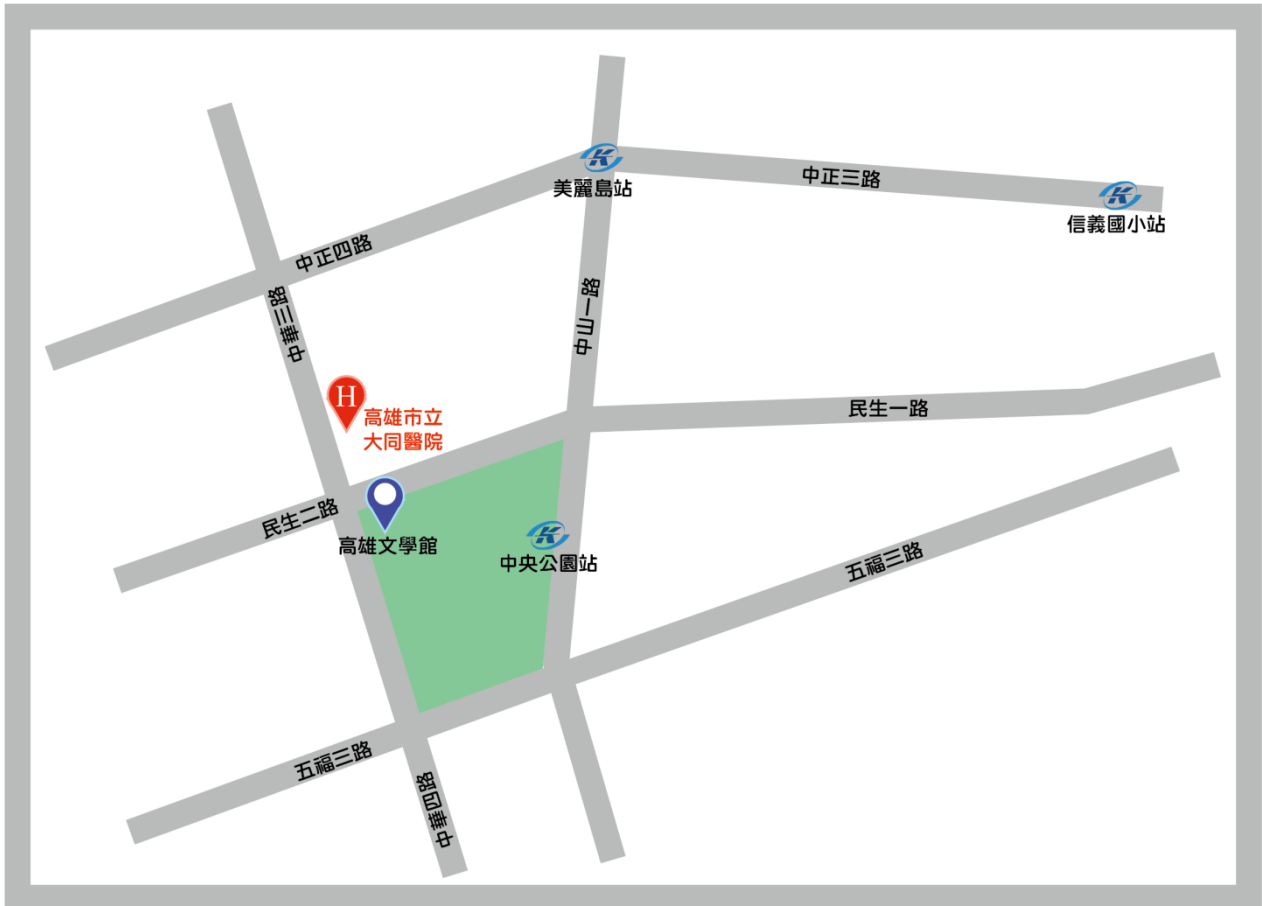 美麗島站
中正三路
信義國小站
中正四路
中山一路
中華三路
H
高雄市立
大同醫院
民生一路
民生二路
高雄文學館
中央公園站
五福三路
五福三路
中華四路